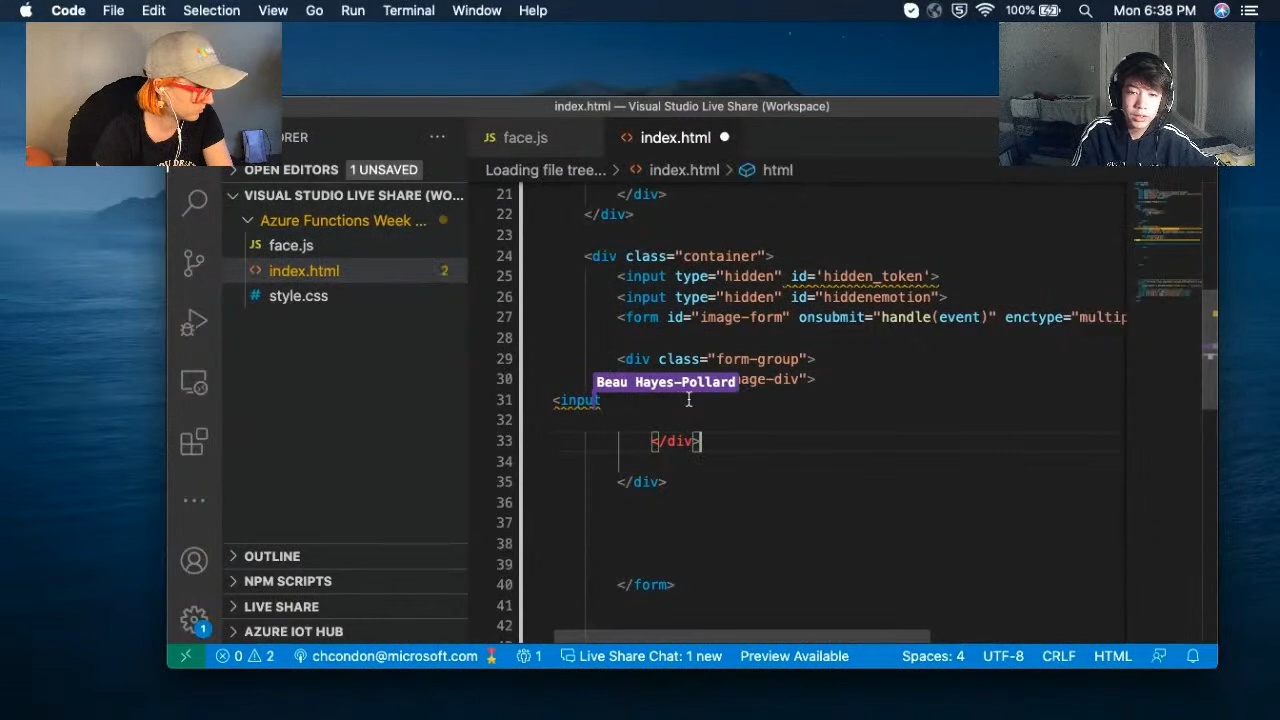 Code File Edit Selection View Go Run Terminal Window Help 100% Mon 6:38 PM
index.html — Visual Studio Live Share (Workspace)
ORER ··· face.js index.html
OPEN EDITORS 1 UNSAVED
Loading file tree... index.html html
VISUAL STUDIO LIVE SHARE (WO...
Azure Functions Week ...
face.js
index.html 2
style.css
21 </div>
22 </div>
23
24 <div class="container">
25 <input type="hidden" id='hidden_token'>
26 <input type="hidden" id="hiddenemotion">
27 <form id="image-form" onsubmit="handle(event)" enctype="multip
28
29 <div class="form-group">
30 age-div">
Beau Hayes-Pollard
31 <input
32
33 </div>
34
35 </div>
36
37
38
39
40 </form>
41
42
OUTLINE
NPM SCRIPTS
LIVE SHARE
AZURE IOT HUB
1
0 2 chcondon@microsoft.com 1 Live Share Chat: 1 new Preview Available Spaces: 4 UTF-8 CRLF HTML